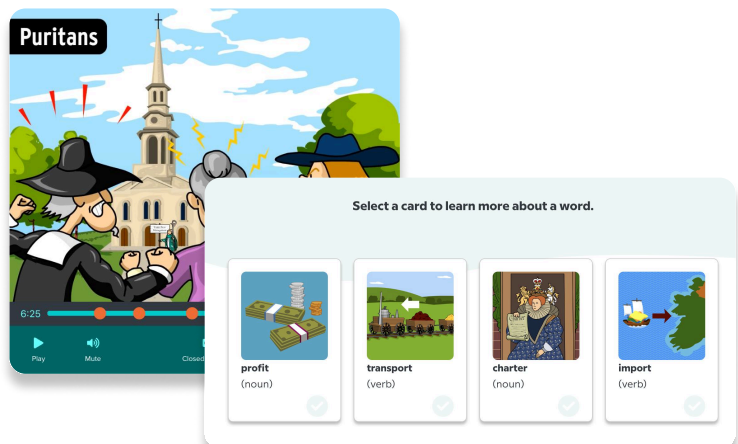 Puritans
6:25
Play
Mute
Closed
Select a card to learn more about a word.
profit
(noun)
transport
(verb)
charter
(noun)
import
(verb)